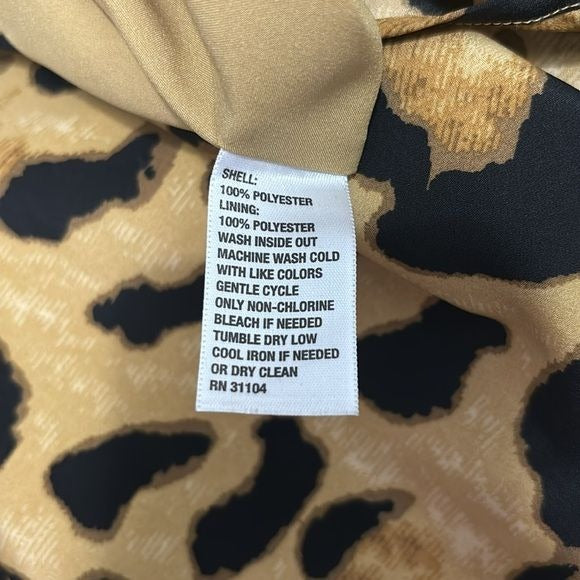 SHELL:
100% POLYESTER
LINING:
100% POLYESTER
WASH INSIDE OUT
MACHINE WASH COLD
WITH LIKE COLORS
GENTLE CYCLE
ONLY NON-CHLORINE
BLEACH IF NEEDED
TUMBLE DRY LOW
COOL IRON IF NEEDED
OR DRY CLEAN
RN 31104